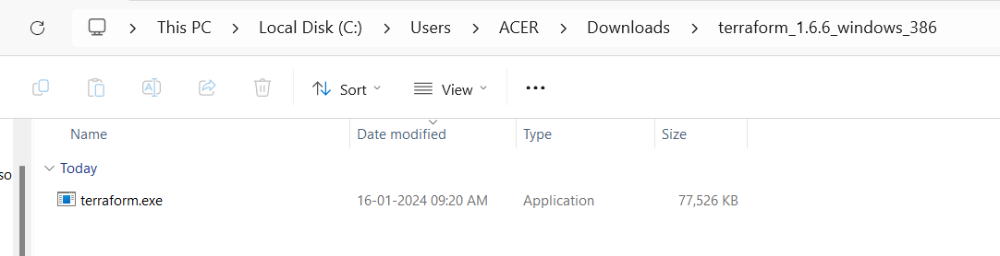 This PC > Local Disk (C:) > Users > ACER > Downloads > terraform_1.6.6_windows_386
Sort View
Name Date modified Type Size
so
Today
terraform.exe 16-01-2024 09:20 AM Application 77,526 KB